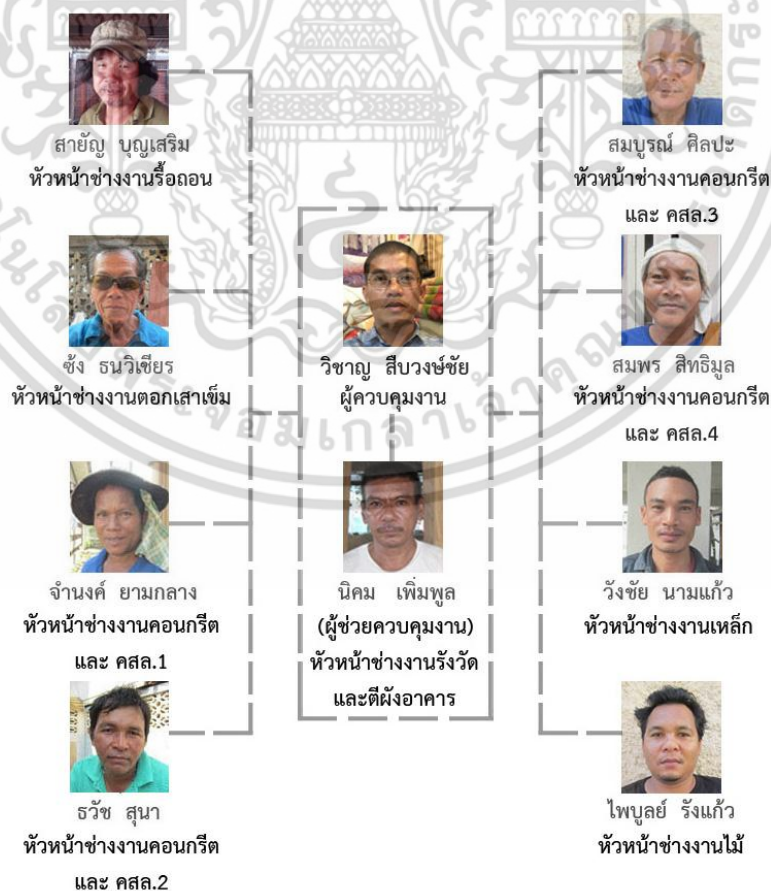 สายัญ บุญเสริม
หัวหน้าช่างงานรื้อถอน
ซ้ง ธนวิเชียร
หัวหน้าช่างงานตอกเสาเข็ม
จำนงค์ ยามกลาง
หัวหน้าช่างงานคอนกรีต
และ คสล.1
ธวัช สุนา
หัวหน้าช่างงานคอนกรีต
และ คสล.2
วิชาญ สืบวงษ์ชัย
ผู้ควบคุมงาน
นิคม เพิ่มพูล
(ผู้ช่วยควบคุมงาน)
หัวหน้าช่างงานรังวัด
และตีผังอาคาร
สมบูรณ์ ศิลปะ
หัวหน้าช่างงานคอนกรีต
และ คสล.3
สมพร สิทธิมูล
หัวหน้าช่างงานคอนกรีต
และ คสล.4
วังชัย นามแก้ว
หัวหน้าช่างงานเหล็ก
ไพบูลย์ รังแก้ว
หัวหน้าช่างงานไม้